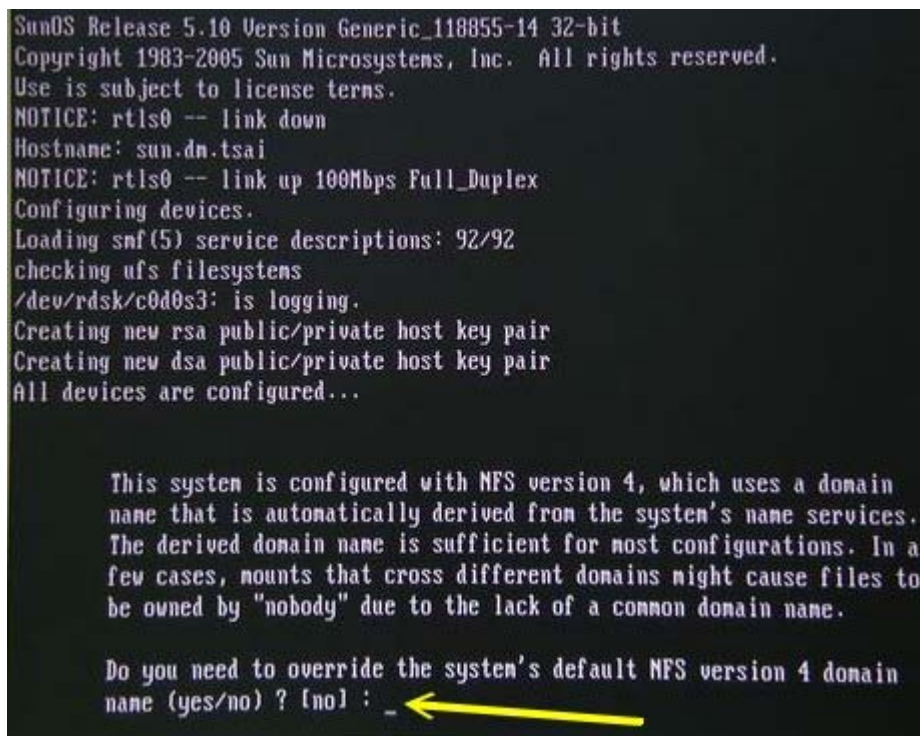 SunOS Release 5.10 Version Generic_118855-14 32-bit
Copyright 1983-2005 Sun Microsystems, Inc.  All rights reserved.
Use is subject to license terms.
NOTICE: rtls0 -- link down
Hostname: sun.dm.tsai
NOTICE: rtls0 -- link up 100Mbps Full_Duplex
Configuring devices.
Loading smf(5) service descriptions: 92/92
checking ufs filesystems
/dev/rdsk/c0d0s3: is logging.
Creating new rsa public/private host key pair
Creating new dsa public/private host key pair
All devices are configured...
This system is configured with NFS version 4, which uses a domain
name that is automatically derived from the system's name services.
The derived domain name is sufficient for most configurations. In a
few cases, mounts that cross different domains might cause files to
be owned by "nobody" due to the lack of a common domain name.
Do you need to override the system's default NFS version 4 domain
name (yes/no) ? [no] : _